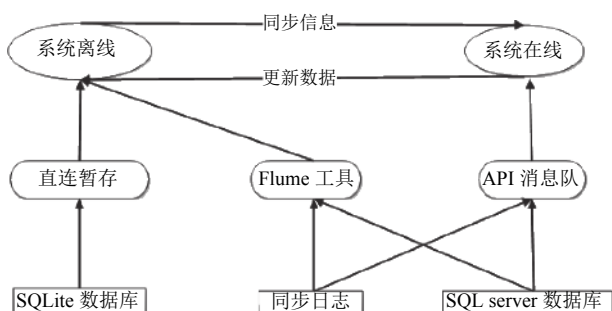 同步信息
系统离线
系统在线
更新数据
直连暂存
Flume 工具
API 消息队
SQLite 数据库
同步日志
SQL server 数据库